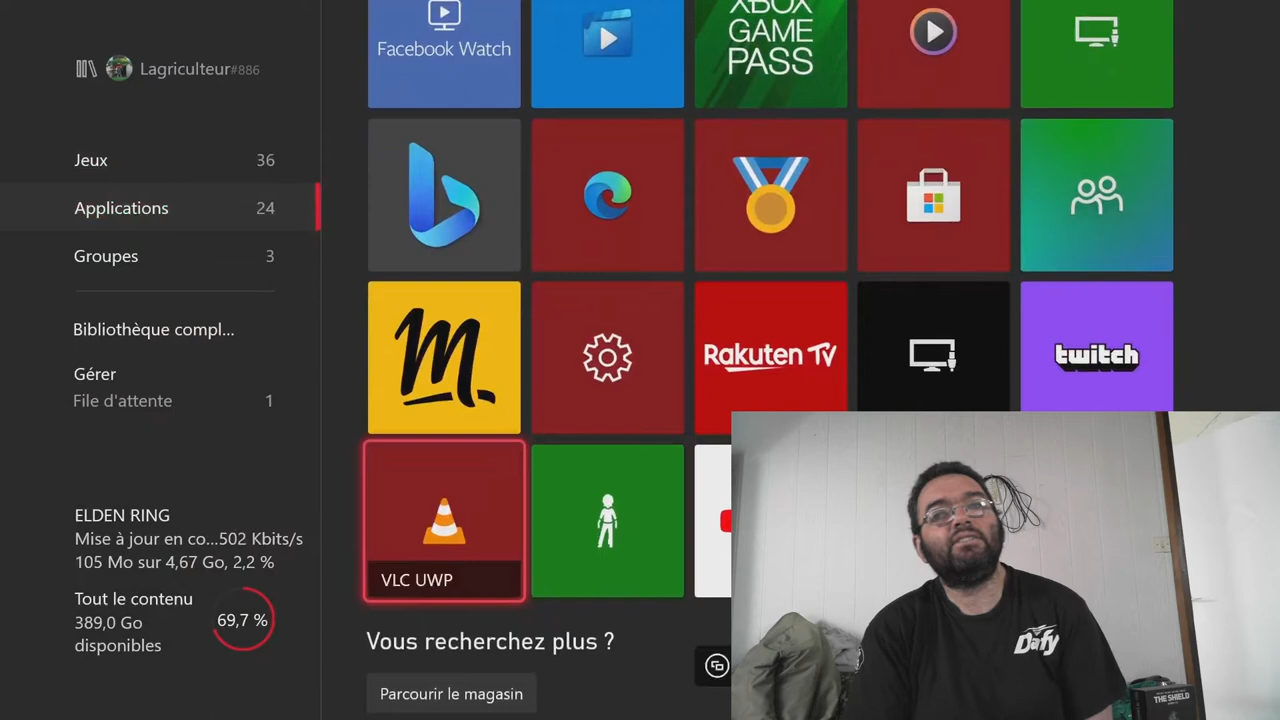 Lagriculteur#886
Jeux 36
Applications 24
Groupes 3
Bibliothèque compl...
Gérer
File d'attente 1
ELDEN RING
Mise à jour en co...502 Kbits/s
105 Mo sur 4,67 Go, 2,2 %
Tout le contenu
389,0 Go
disponibles
69,7 %
Facebook Watch
XBOX
GAME
PASS
M.
Rakuten TV
twitch
VLC UWP
Vous recherchez plus ?
Parcourir le magasin
Dafy
THE SHIELD